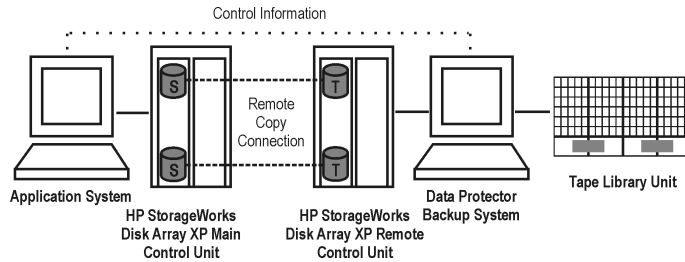 Control Information
S
T
Remote
Copy
Connection
S
T
Application System
HP StorageWorks
Disk Array XP Main
Control Unit
HP StorageWorks
Disk Array XP Remote
Control Unit
Data Protector
Backup System
Tape Library Unit